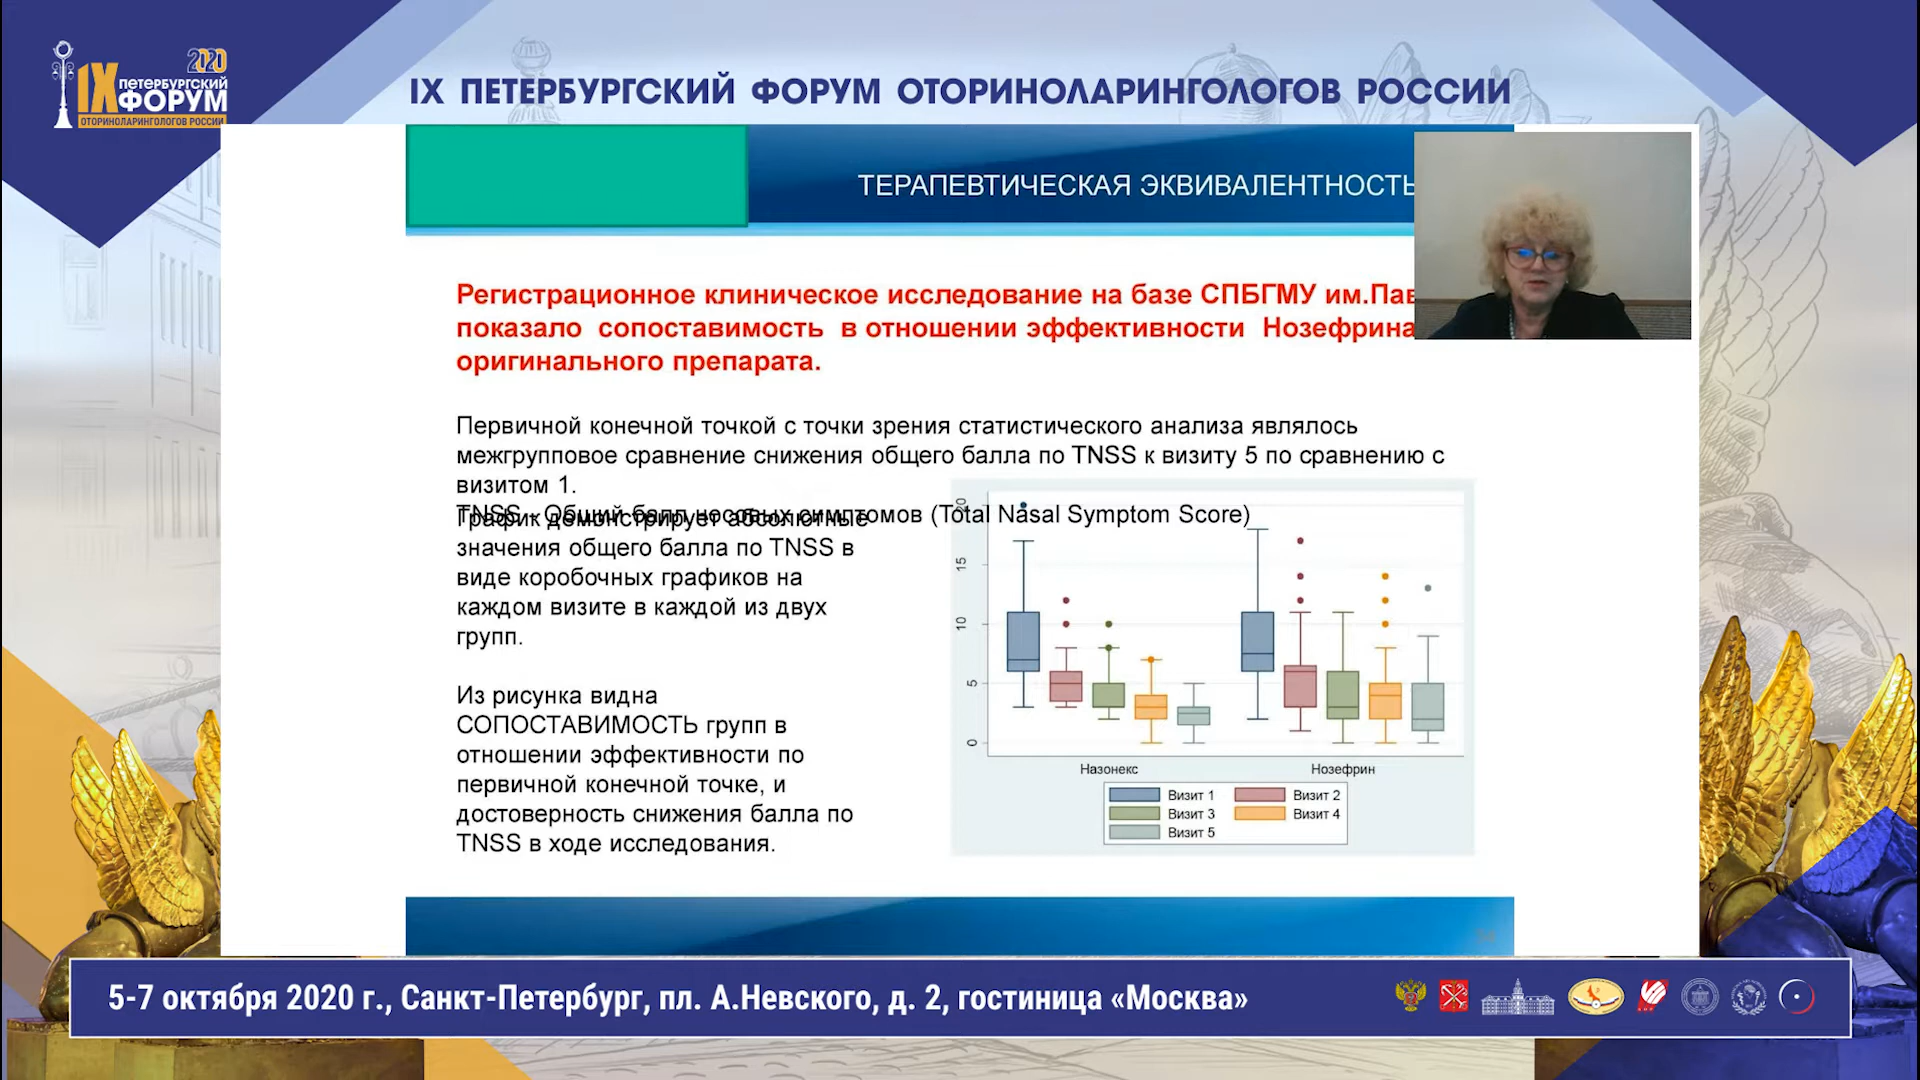 2020
IX ПЕТЕРБУРГСКИЙ
ФОРУМ
ОТОРИНОЛАРИНГОЛОГОВ РОССИИ
IX ПЕТЕРБУРГСКИЙ ФОРУМ ОТОРИНОЛАРИНГОЛОГОВ РОССИИ
ТЕРАПЕВТИЧЕСКАЯ ЭКВИВАЛЕНТНОСТЬ
Регистрационное клиническое исследование на базе СПБГМУ им.Пав
показало сопоставимость в отношении эффективности Нозефрина
оригинального препарата.
Первичной конечной точкой с точки зрения статистического анализа являлось
межгрупповое сравнение снижения общего балла по TNSS к визиту 5 по сравнению с
визитом 1.
TNSS - Общий балл носовых симптомов (Total Nasal Symptom Score)
График демонстрирует абсолютные
значения общего балла по TNSS в
виде коробочных графиков на
каждом визите в каждой из двух
групп.
Из рисунка видна
СОПОСТАВИМОСТЬ групп в
отношении эффективности по
первичной конечной точке, и
достоверность снижения балла по
TNSS в ходе исследования.
20
15
10
5
0
Назонекс Нозефрин
Визит 1 Визит 2
Визит 3 Визит 4
Визит 5
5-7 октября 2020 г., Санкт-Петербург, пл. А.Невского, д. 2, гостиница «Москва»